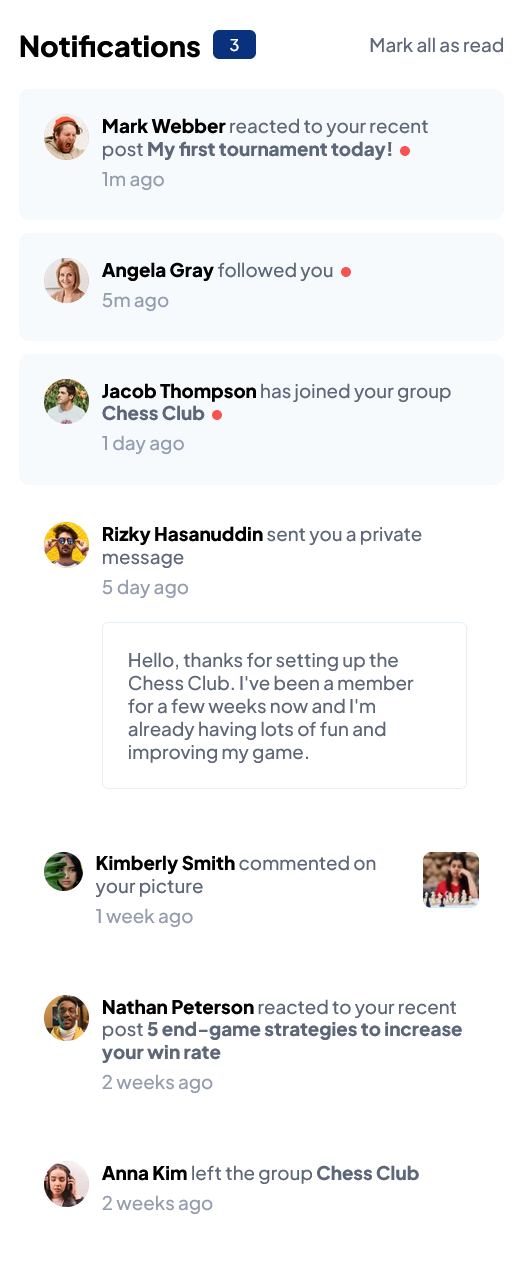 Notifications 3 Mark all as read
Mark Webber reacted to your recent
post My first tournament today!
1m ago
Angela Gray followed you
5m ago
Jacob Thompson has joined your group
Chess Club
1 day ago
Rizky Hasanuddin sent you a private
message
5 day ago
Hello, thanks for setting up the
Chess Club. I've been a member
for a few weeks now and I'm
already having lots of fun and
improving my game.
Kimberly Smith commented on
your picture
1 week ago
Nathan Peterson reacted to your recent
post 5 end-game strategies to increase
your win rate
2 weeks ago
Anna Kim left the group Chess Club
2 weeks ago